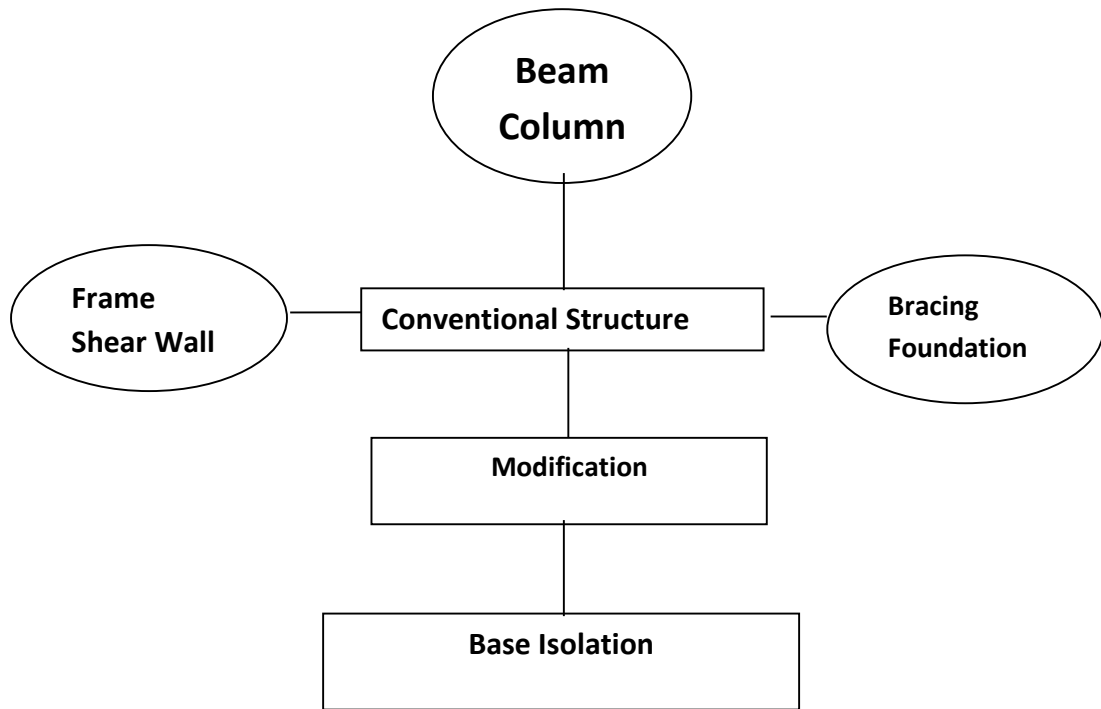 Beam
Column
Frame
Shear Wall
Conventional Structure
Bracing
Foundation
Modification
Base Isolation